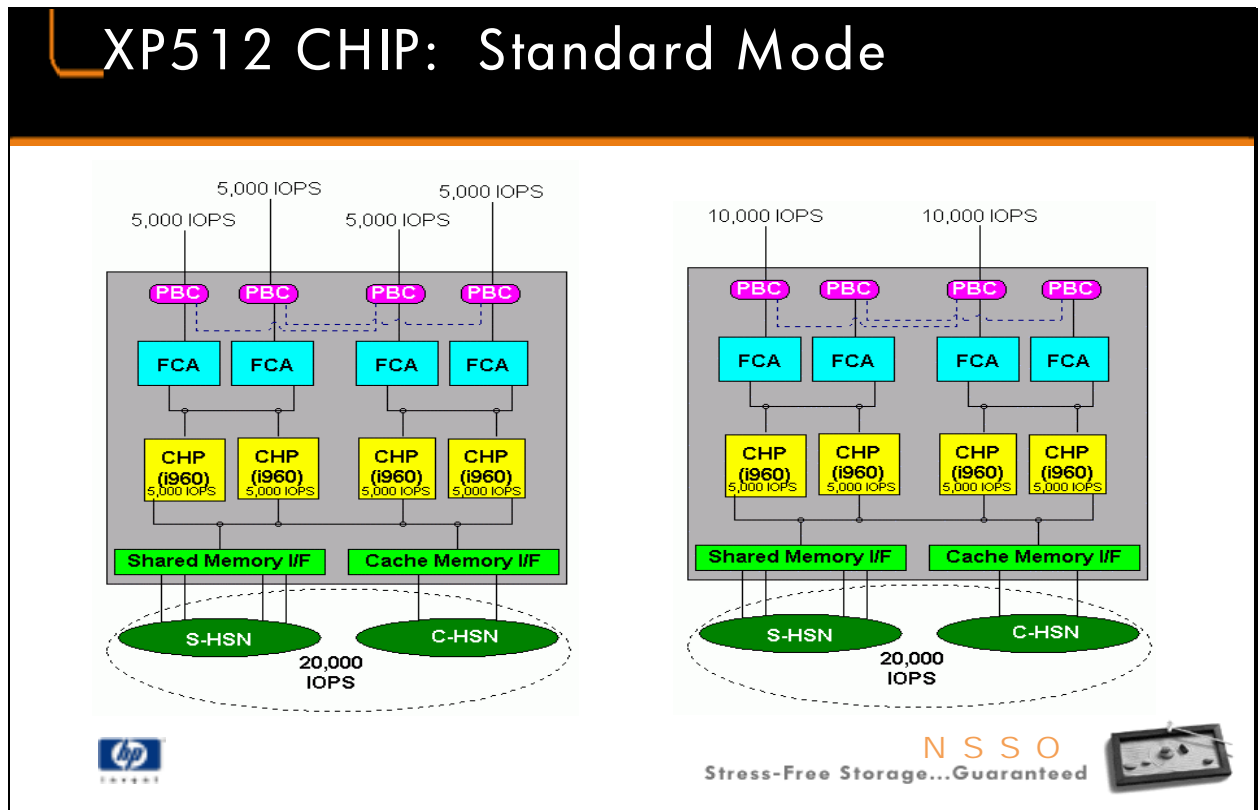 XP512 CHIP: Standard Mode
5,000 IOPS
5,000 IOPS
5,000 IOPS
5,000 IOPS
PBC PBC PBC PBC
FCA FCA FCA FCA
CHP (i960) 5,000 IOPS
CHP (i960) 5,000 IOPS
CHP (i960) 5,000 IOPS
CHP (i960) 5,000 IOPS
Shared Memory I/F
Cache Memory I/F
S-HSN
C-HSN
20,000
IOPS
10,000 IOPS
10,000 IOPS
PBC PBC PBC PBC
FCA FCA FCA FCA
CHP (i960) 5,000 IOPS
CHP (i960) 5,000 IOPS
CHP (i960) 5,000 IOPS
CHP (i960) 5,000 IOPS
Shared Memory I/F
Cache Memory I/F
S-HSN
C-HSN
20,000
IOPS
hp
invent
NSSO
Stress-Free Storage...Guaranteed